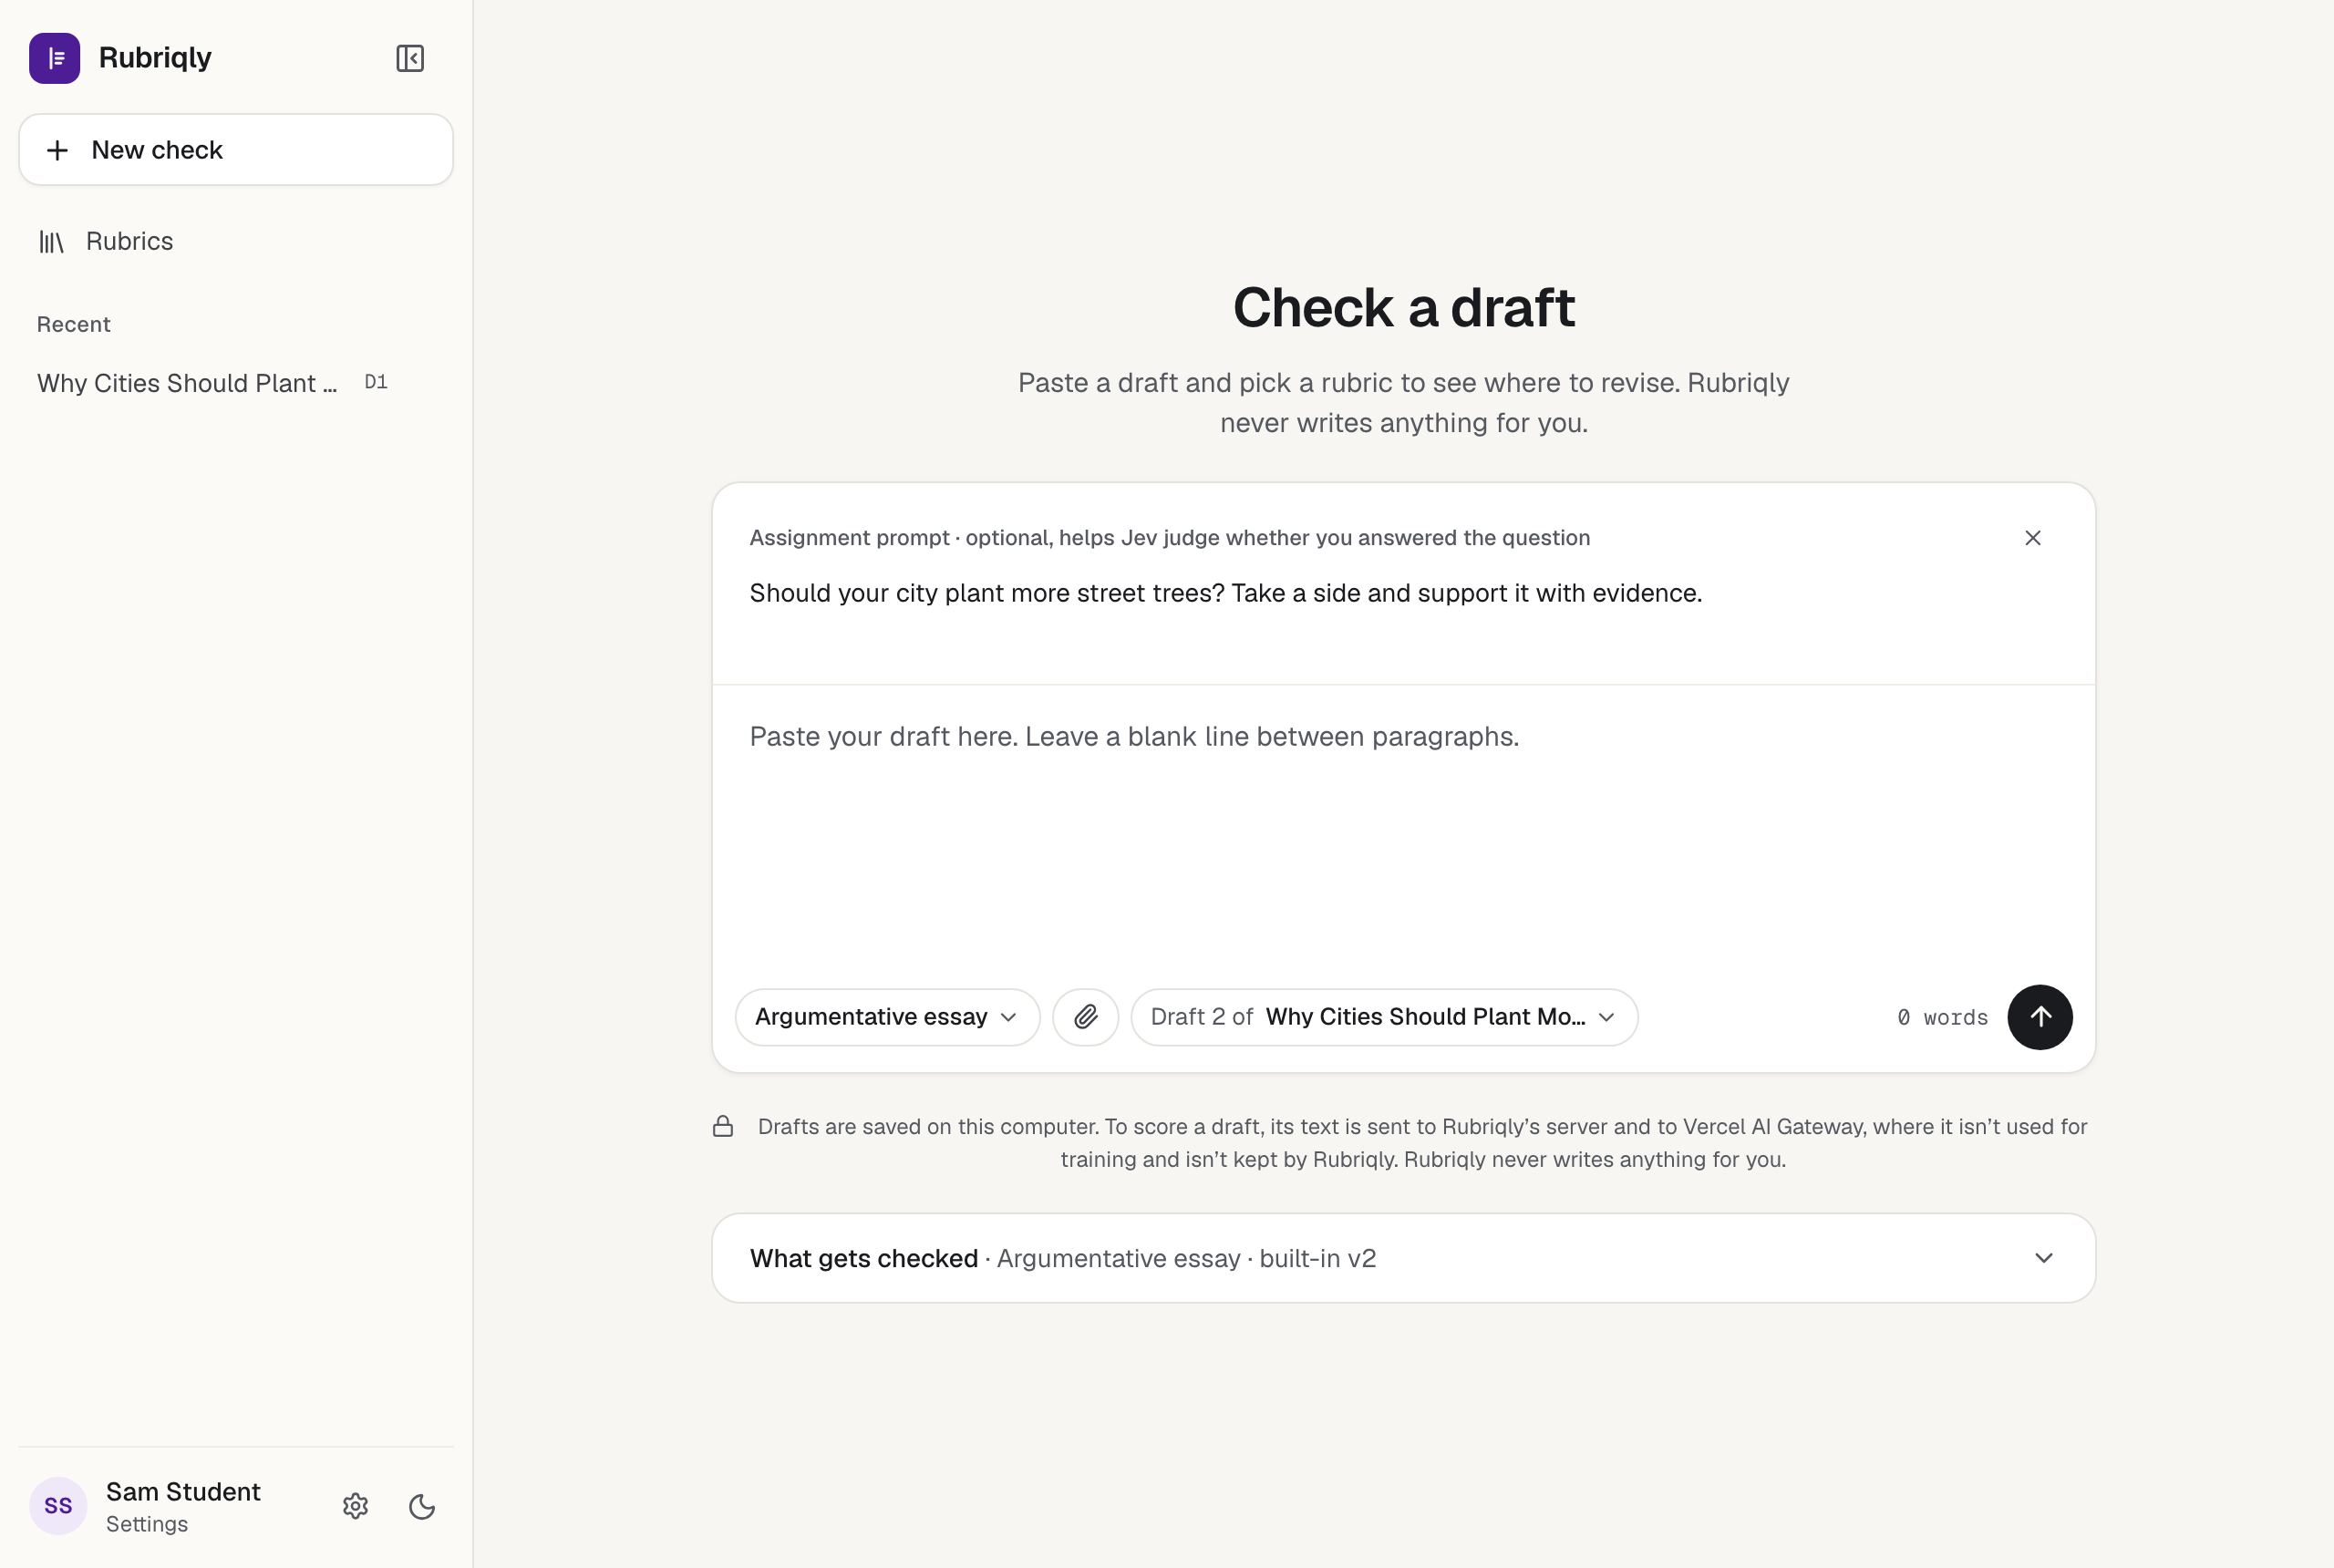 Rubriqly
New check
Rubrics
Recent
Why Cities Should Plant ... D1
Sam Student
Settings
SS
Check a draft
Paste a draft and pick a rubric to see where to revise. Rubriqly
never writes anything for you.
Assignment prompt · optional, helps Jev judge whether you answered the question
Should your city plant more street trees? Take a side and support it with evidence.
Paste your draft here. Leave a blank line between paragraphs.
Argumentative essay
Draft 2 of Why Cities Should Plant Mo...
0 words
Drafts are saved on this computer. To score a draft, its text is sent to Rubriqly’s server and to Vercel AI Gateway, where it isn’t used for
training and isn’t kept by Rubriqly. Rubriqly never writes anything for you.
What gets checked · Argumentative essay · built-in v2